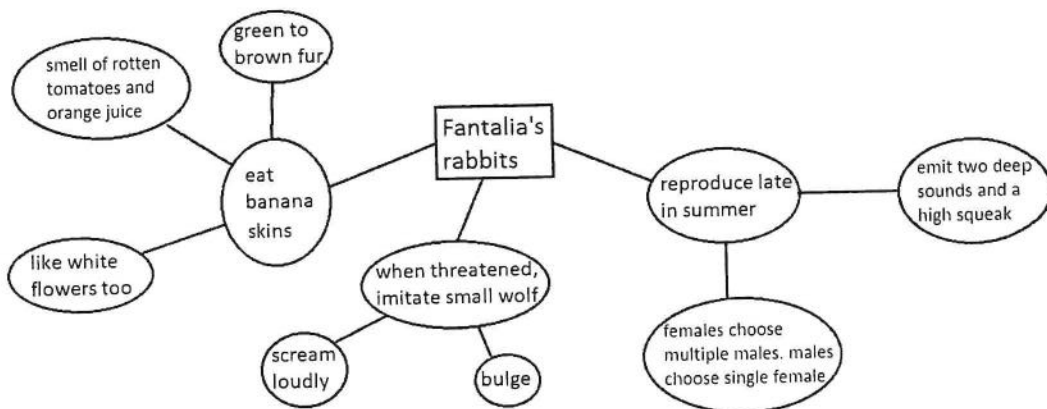 green to
brown fur
smell of rotten
tomatoes and
orange juice
Fantalia's
rabbits
eat
banana
skins
reproduce late
in summer
emit two deep
sounds and a
high squeak
like white
flowers too
when threatened,
imitate small wolf
scream
loudly
bulge
females choose
multiple males. males
choose single female